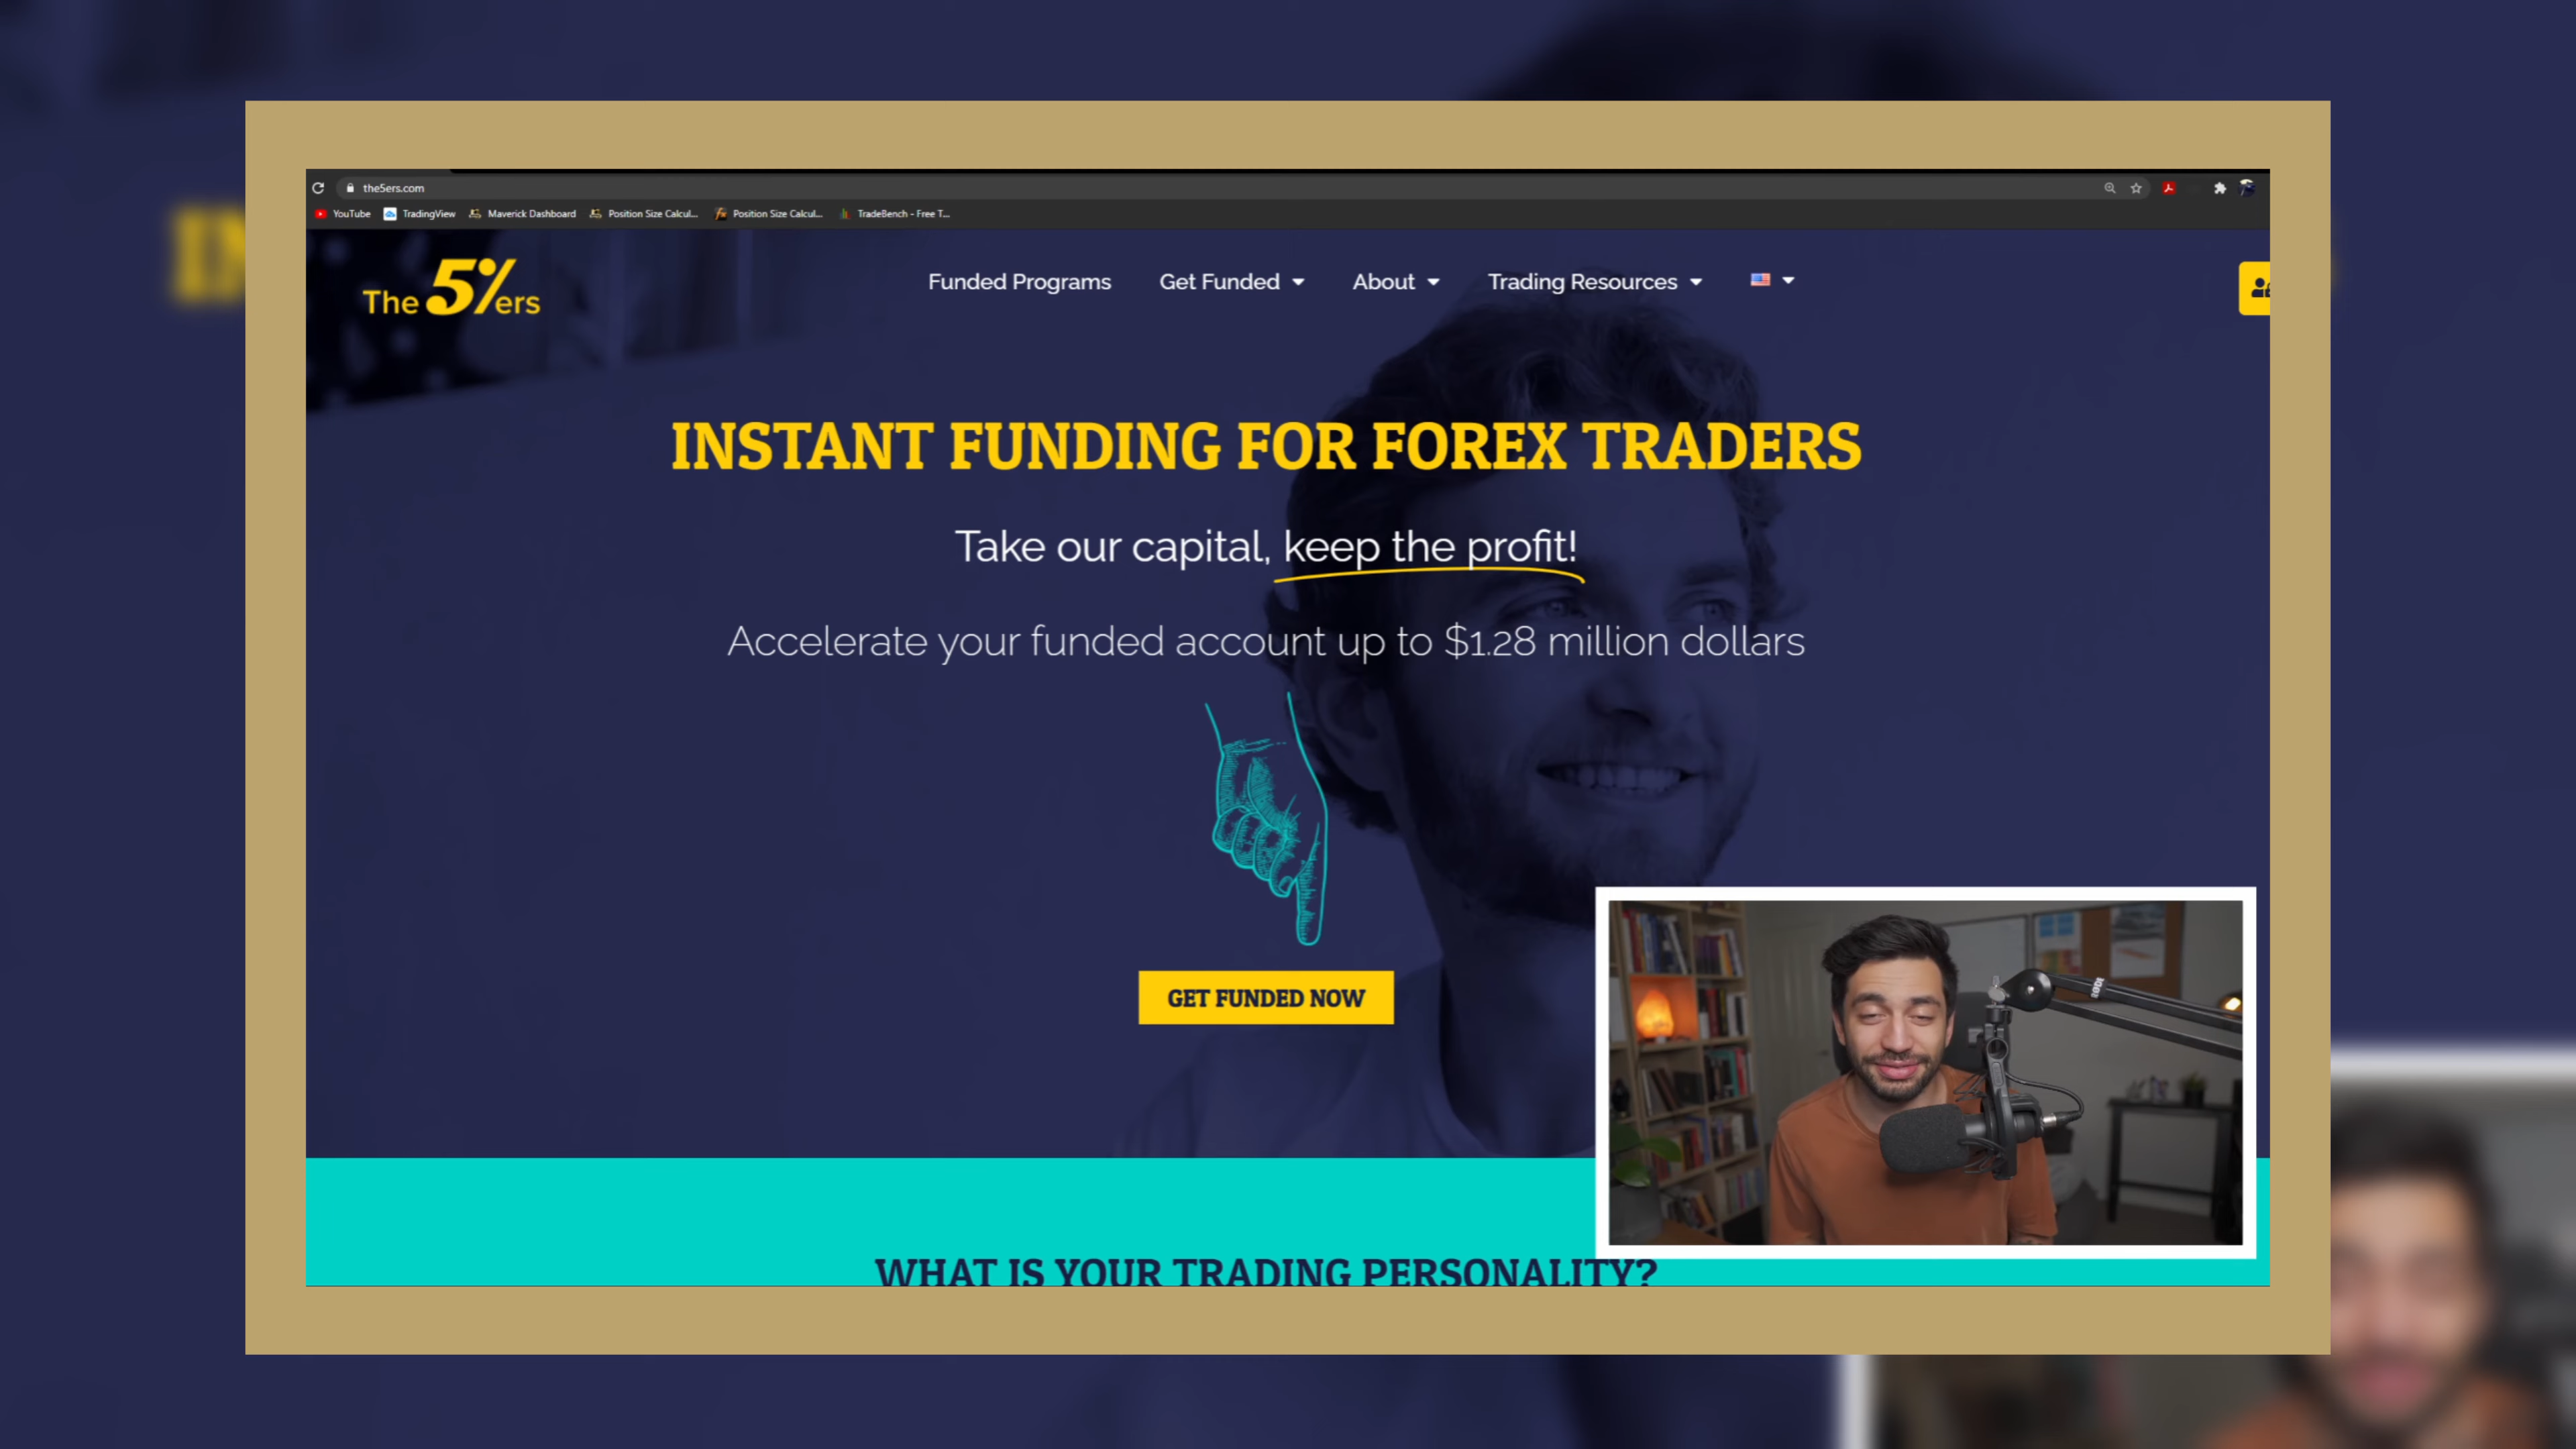 the5ers.com
YouTube TradingView Maverick Dashboard Position Size Calcul... Position Size Calcul... TradeBench - Free T...
The 5%ers
Funded Programs Get Funded About Trading Resources
INSTANT FUNDING FOR FOREX TRADERS
Take our capital, keep the profit!
Accelerate your funded account up to $1.28 million dollars
GET FUNDED NOW
RODE
WHAT IS YOUR TRADING PERSONALITY?